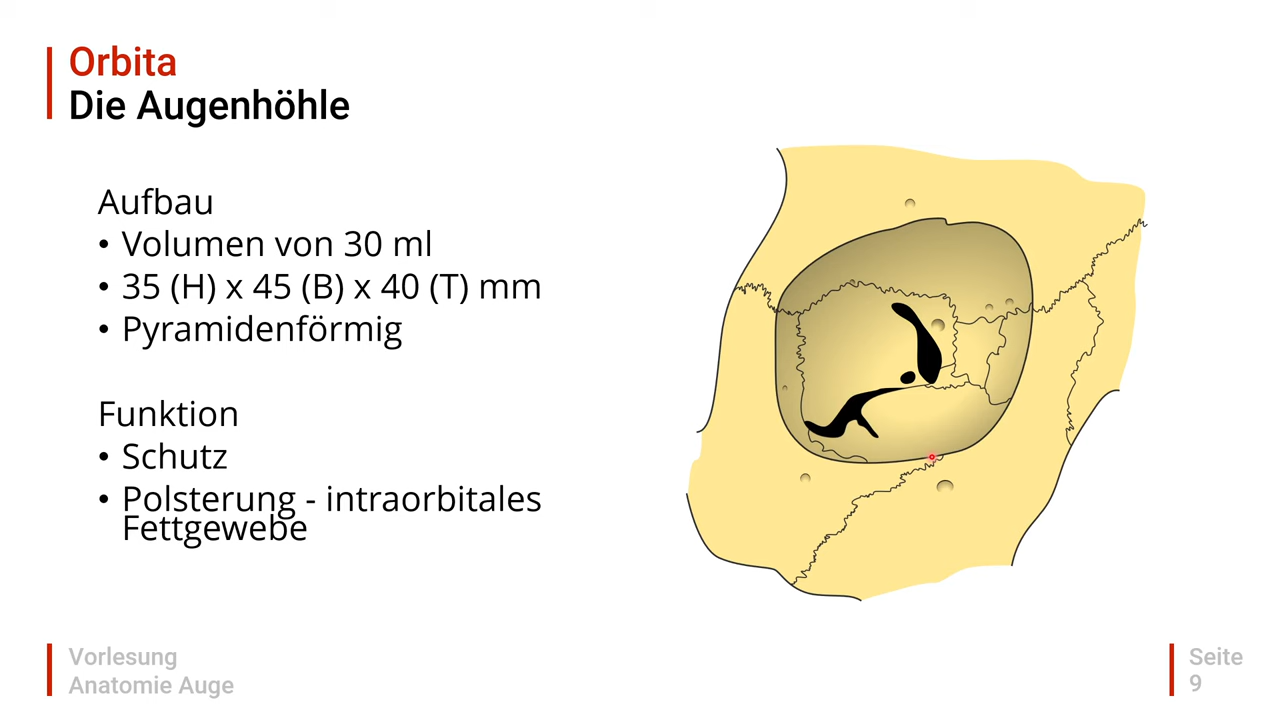 Orbita
Die Augenhöhle
Aufbau
• Volumen von 30 ml
• 35 (H) x 45 (B) x 40 (T) mm
• Pyramidenförmig
Funktion
• Schutz
• Polsterung - intraorbitales
Fettgewebe
Vorlesung
Anatomie Auge
Seite
9